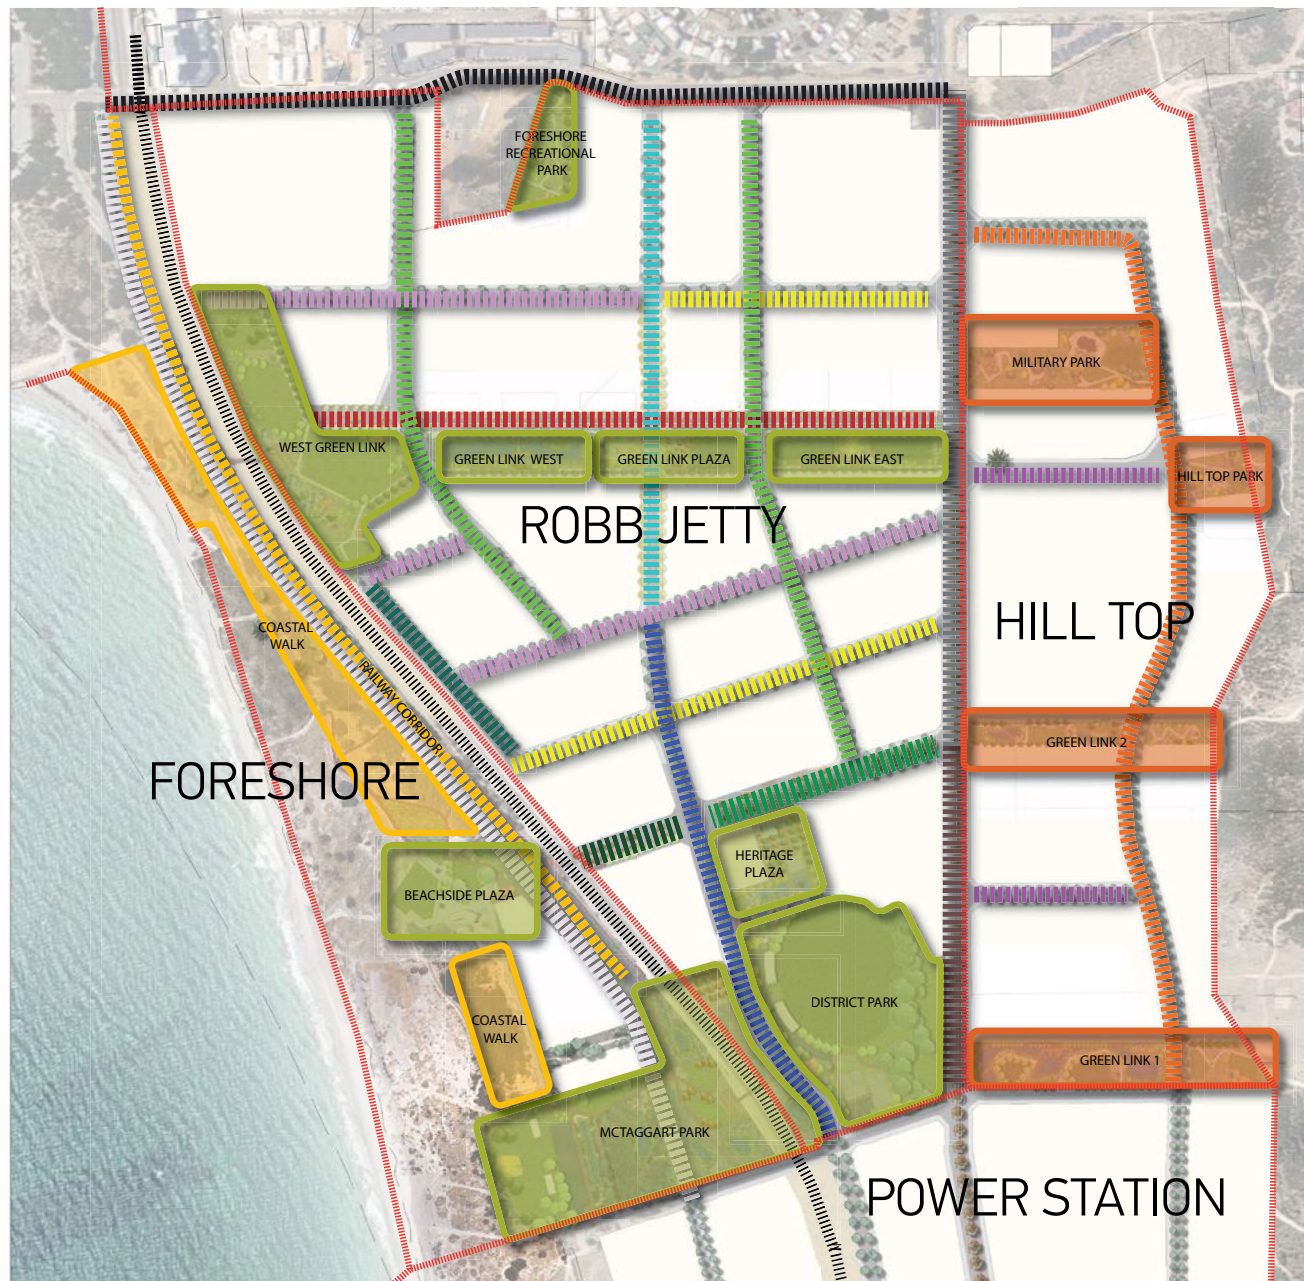 FORESHORE
RECREATIONAL
PARK
MILITARY PARK
WEST GREEN LINK
GREEN LINK WEST
GREEN LINK PLAZA
GREEN LINK EAST
HILL TOP PARK
ROBB JETTY
HILL TOP
COASTAL
WALK
RAILWAY CORRIDOR
GREEN LINK 2
FORESHORE
HERITAGE
PLAZA
BEACHSIDE PLAZA
DISTRICT PARK
COASTAL
WALK
GREEN LINK 1
MCTAGGART PARK
POWER STATION